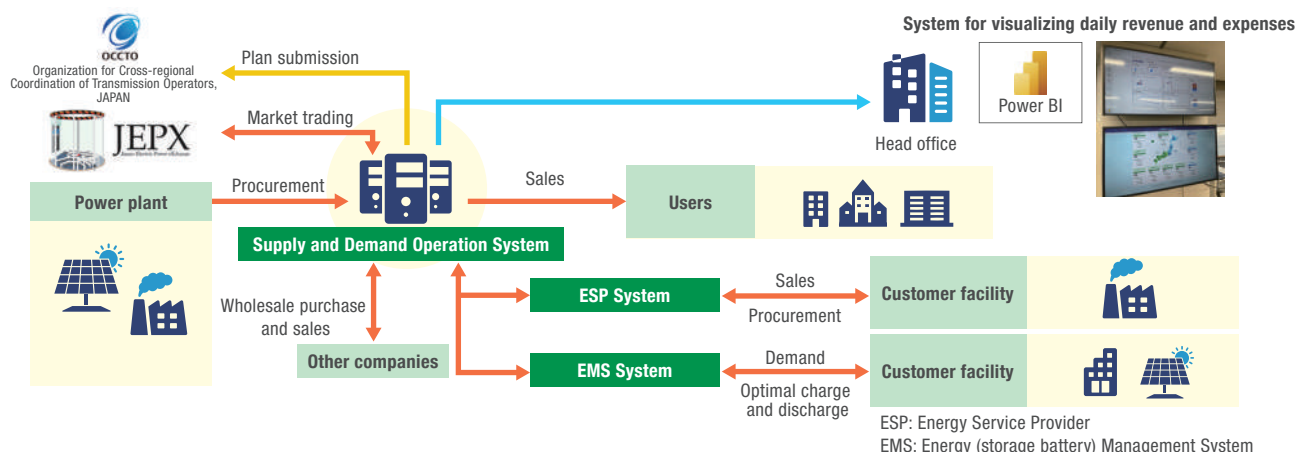 System for visualizing daily revenue and expenses
OCCTO
Organization for Cross-regional
Coordination of Transmission Operators,
JAPAN
Plan submission
JEPX
Market trading
Power BI
Head office
Power plant
Procurement
Sales
Users
Supply and Demand Operation System
Wholesale purchase
and sales
Other companies
ESP System
Sales
Procurement
Customer facility
EMS System
Demand
Optimal charge
and discharge
Customer facility
ESP: Energy Service Provider
EMS: Energy (storage battery) Management System